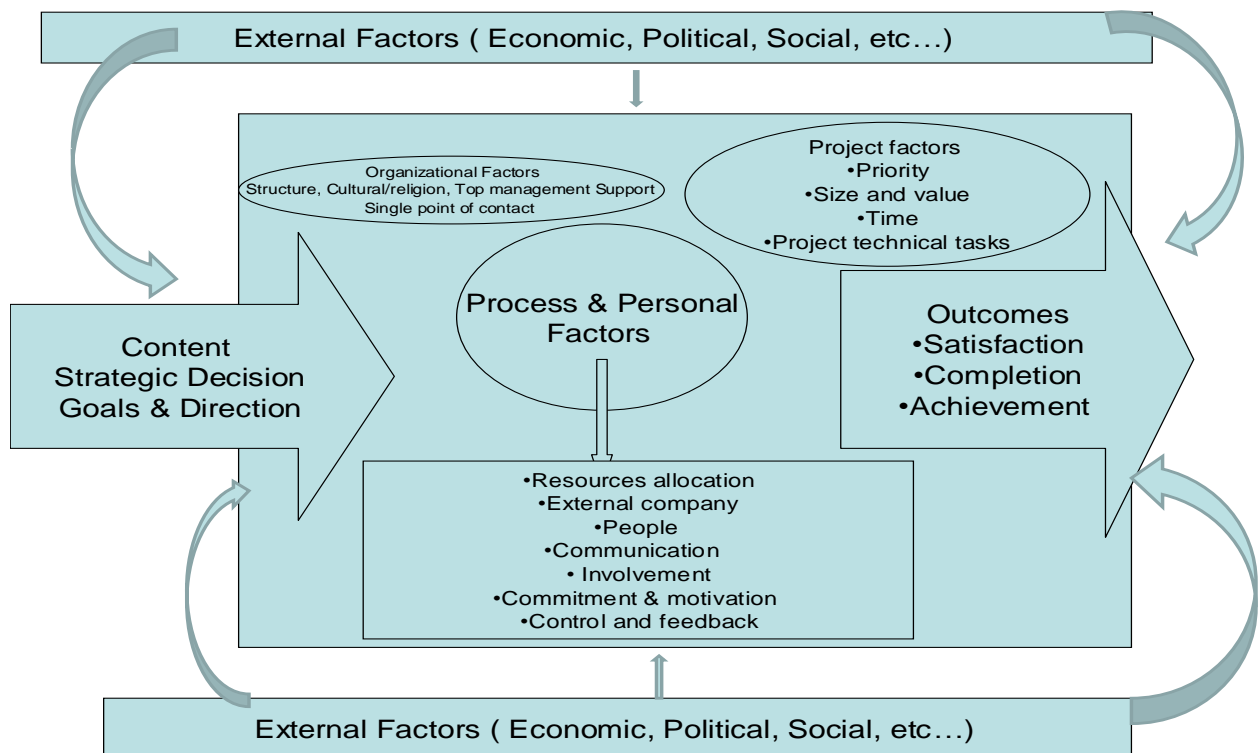 External Factors ( Economic, Political, Social, etc…)
Organizational Factors
Structure, Cultural/religion, Top management Support
Single point of contact
Project factors
•Priority
•Size and value
•Time
•Project technical tasks
Process & Personal
Factors
Content
Strategic Decision
Goals & Direction
Outcomes
•Satisfaction
•Completion
•Achievement
•Resources allocation
•External company
•People
•Communication
• Involvement
•Commitment & motivation
•Control and feedback
External Factors ( Economic, Political, Social, etc…)